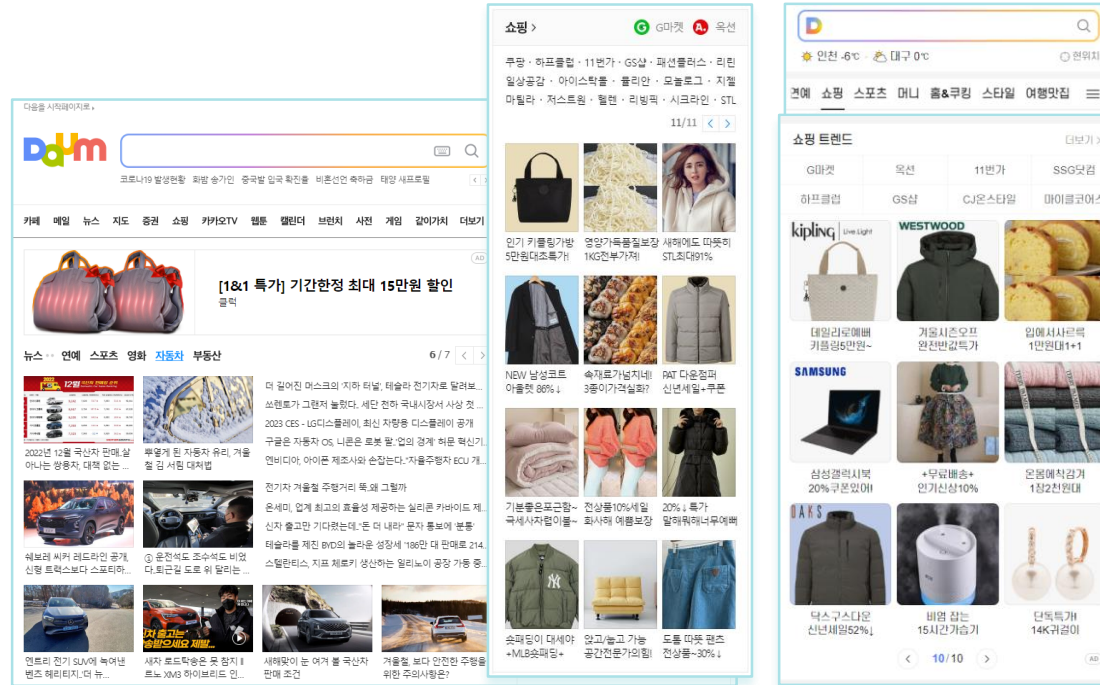 다음을 시작페이지로 ›
Daum
코로나19 발생현황 화밤 송가인 중국발 입국 확진율 비혼선언 축하금 태양 새프로필
카페 메일 뉴스 지도 증권 쇼핑 카카오TV 웹툰 캘린더 브런치 사전 게임 같이가치 더보기
AD
[1&1 특가] 기간한정 최대 15만원 할인
클럭
뉴스 연예 스포츠 영화 자동차 부동산
6 / 7
2022년 12월 국산차 판매.살
아나는 쌍용차, 대책 없는 ...
뿌옇게 된 자동차 유리, 겨울
철 김 서림 대처법
더 길어진 머스크의 '지하 터널', 테슬라 전기차로 달려보...
쏘렌토가 그랜저 눌렀다. 세단 전하 국내시장서 사상 첫 ...
2023 CES - LG디스플레이, 최신 차량용 디스플레이 공개
구글은 자동차 OS, 니콘은 로봇 팔.'업의 경계' 허문 혁신기...
엔비디아, 아이폰 제조사와 손잡는다.."자율주행차 ECU 개...
전기차 겨울철 주행거리 뚝.왜 그럴까
온세미, 업계 최고의 효율성 제공하는 실리콘 카바이드 제...
신차 출고만 기다렸는데.."돈 더 내라" 문자 통보에 '분통'
테슬라를 제친 BYD의 놀라운 성장세 '186만 대 판매로 214...
스텔란티스, 지프 체로키 생산하는 일리노이 공장 가동 중...
쉐보레 씨커 레드라인 공개,
신형 트랙스보다 스포티하...
① 운전석도 조수석도 비었
다.퇴근길 도로 위 달리는 ...
엔트리 전기 SUV에 녹여낸
벤츠 헤리티지..'더 뉴...
새차 로드탁송은 못 참지 ll
르노 XM3 하이브리드 인...
새해맞이 눈 여겨 볼 국산차
판매 조건
겨울철, 보다 안전한 주행을
위한 주의사항은?
쇼핑 ›
G G마켓 A. 옥션
쿠팡 · 하프클럽 · 11번가 · GS샵 · 패션플러스 · 리린
일상공감 · 아이스탁몰 · 플리안 · 모놀로그 · 지젤
마틸라 · 저스트원 · 헬렌 · 리빙픽 · 시크라인 · STL
11/11
인기 키플링가방
5만원대초특가!
영양가득품질보장
1KG전부가져!
새해에도 따뜻히
STL최대91%
NEW 남성코트
아울렛 86%↓
속재료가넘지네!
3종이가격실화?
PAT 다운점퍼
신년세일+쿠폰
기분좋은포근함~
극세사차렵이불~
전상품10%세일
화사해 예쁨보장
20%↓특가
말해뭐해너무예뻐
숏패딩이 대세야
+MLB숏패딩+
앉고/눕고 가능
공간전문가의힘!
도톰 따뜻 팬츠
전상품~30%↓
D
인천 -6℃ · 대구 0℃
현위치
연예 쇼핑 스포츠 머니 홈&쿠킹 스타일 여행맛집
쇼핑 트렌드
더보기 ›
G마켓 옥션 11번가 SSG닷컴
하프클럽 GS샵 CJ온스타일 마이클코어스
kipling Live.Light
WESTWOOD
데일리로예뻐
키플링5만원~
겨울시즌오프
완전반값특가
입에서사르륵
1만원대1+1
SAMSUNG
삼성갤럭시북
20%쿠폰있어!
+무료배송+
인기신상10%
온몸에착감겨
1장2천원대
DAKS
닥스구스다운
신년세일52%↓
비염 잡는
15시간가습기
단독특가!
14K귀걸이
10/10
AD